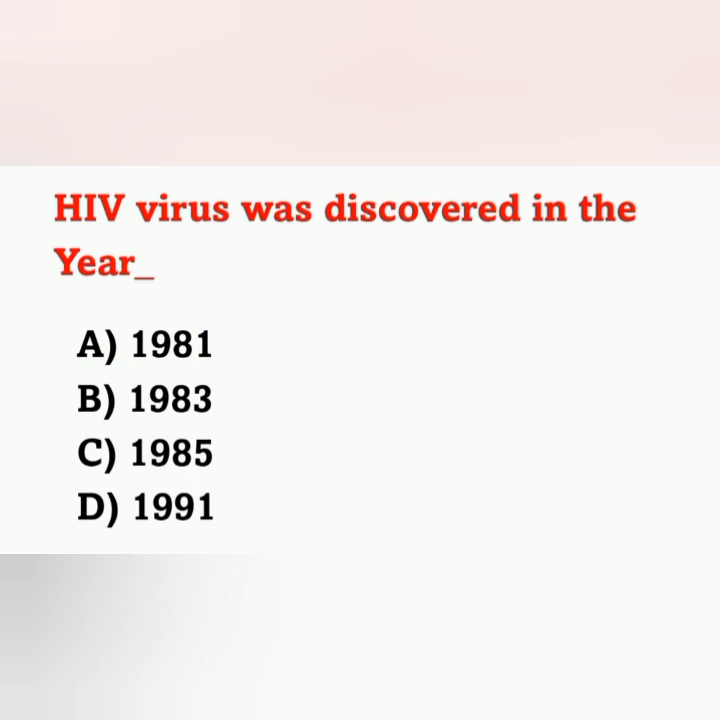 HIV virus was discovered in the
Year_
A) 1981
B) 1983
C) 1985
D) 1991